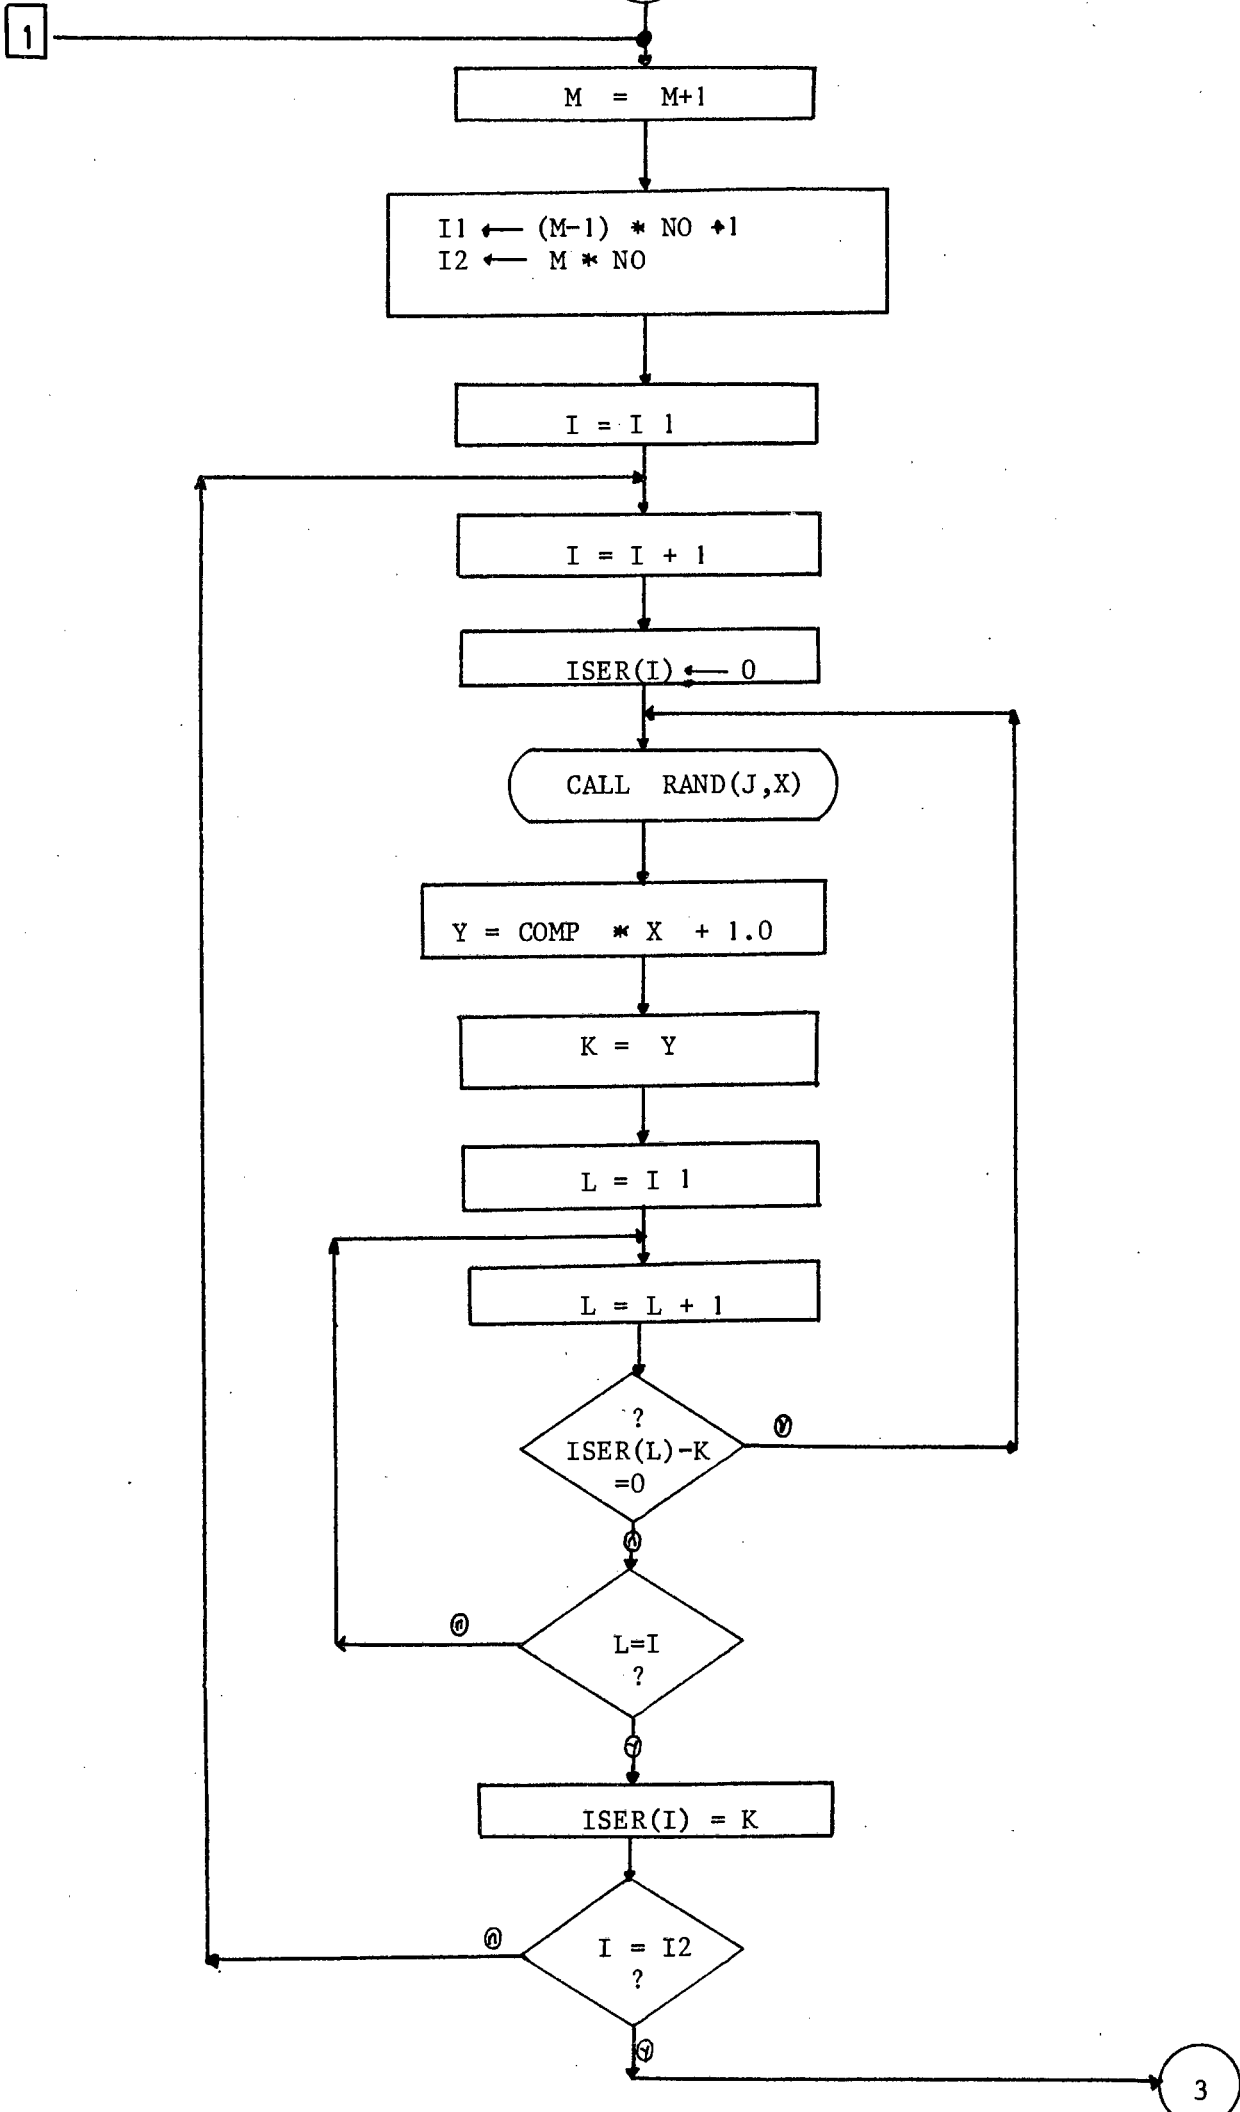 1
M = M+1
I1 ← (M-1) * NO +1
I2 ← M * NO
I = I 1
I = I + 1
ISER(I) ← 0
CALL RAND(J,X)
Y = COMP * X + 1.0
K = Y
L = I 1
L = L + 1
?
ISER(L)-K
=0
Y
n
L=I
?
n
Y
ISER(I) = K
I = I2
?
n
Y
3